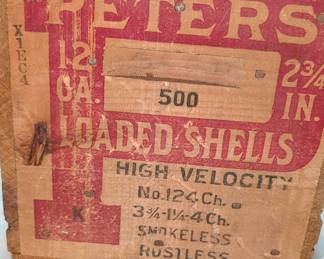 PETERS
X1ECA
12
GA.
2¾
IN.
500
LOADED SHELLS
HIGH VELOCITY
No.124 Ch.
K
3¾-1¼-4 Ch.
SMOKELESS
RUSTLESS